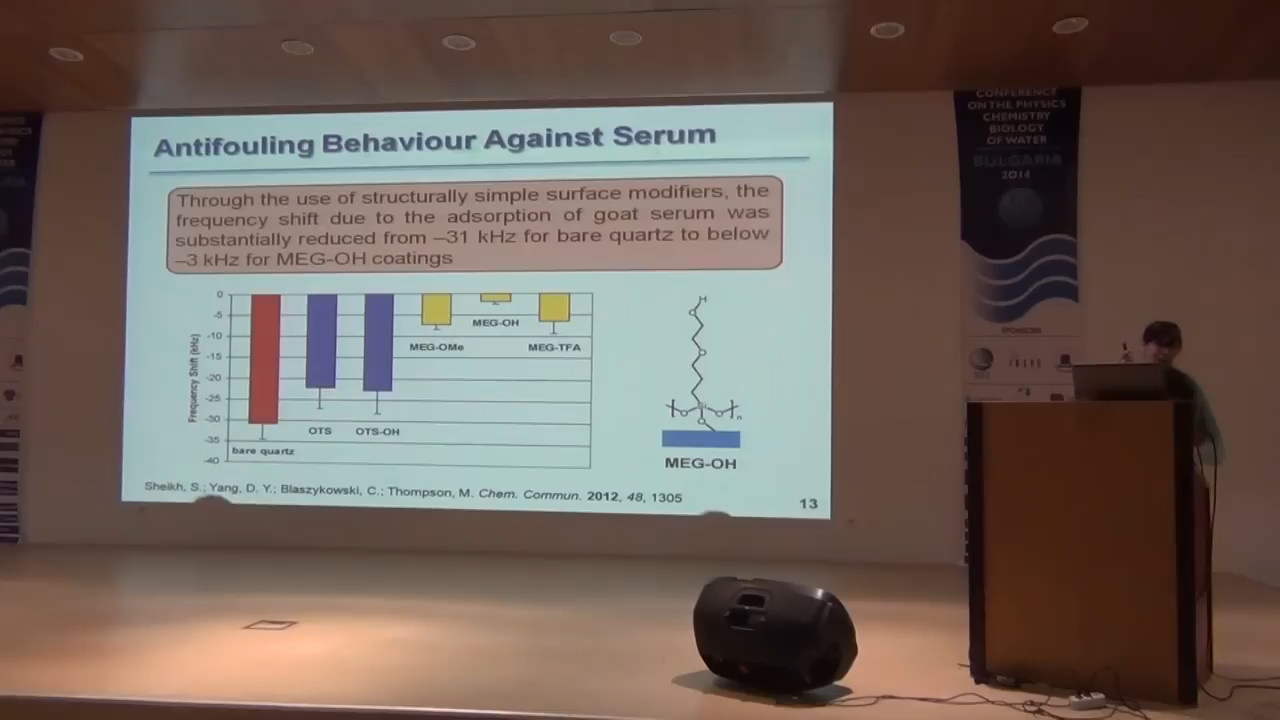 Antifouling Behaviour Against Serum
Through the use of structurally simple surface modifiers, the
frequency shift due to the adsorption of goat serum was
substantially reduced from –31 kHz for bare quartz to below
–3 kHz for MEG-OH coatings
Frequency Shift (kHz)
0
-5
-10
-15
-20
-25
-30
-35
-40
bare quartz
OTS
OTS-OH
MEG-OMe
MEG-OH
MEG-TFA
H
O
O
Si
O
O
O
n
MEG-OH
Sheikh, S.; Yang, D. Y.; Blaszykowski, C.; Thompson, M. Chem. Commun. 2012, 48, 1305
13
CONFERENCE
ON THE PHYSICS
CHEMISTRY
BIOLOGY
OF WATER
BULGARIA
2014